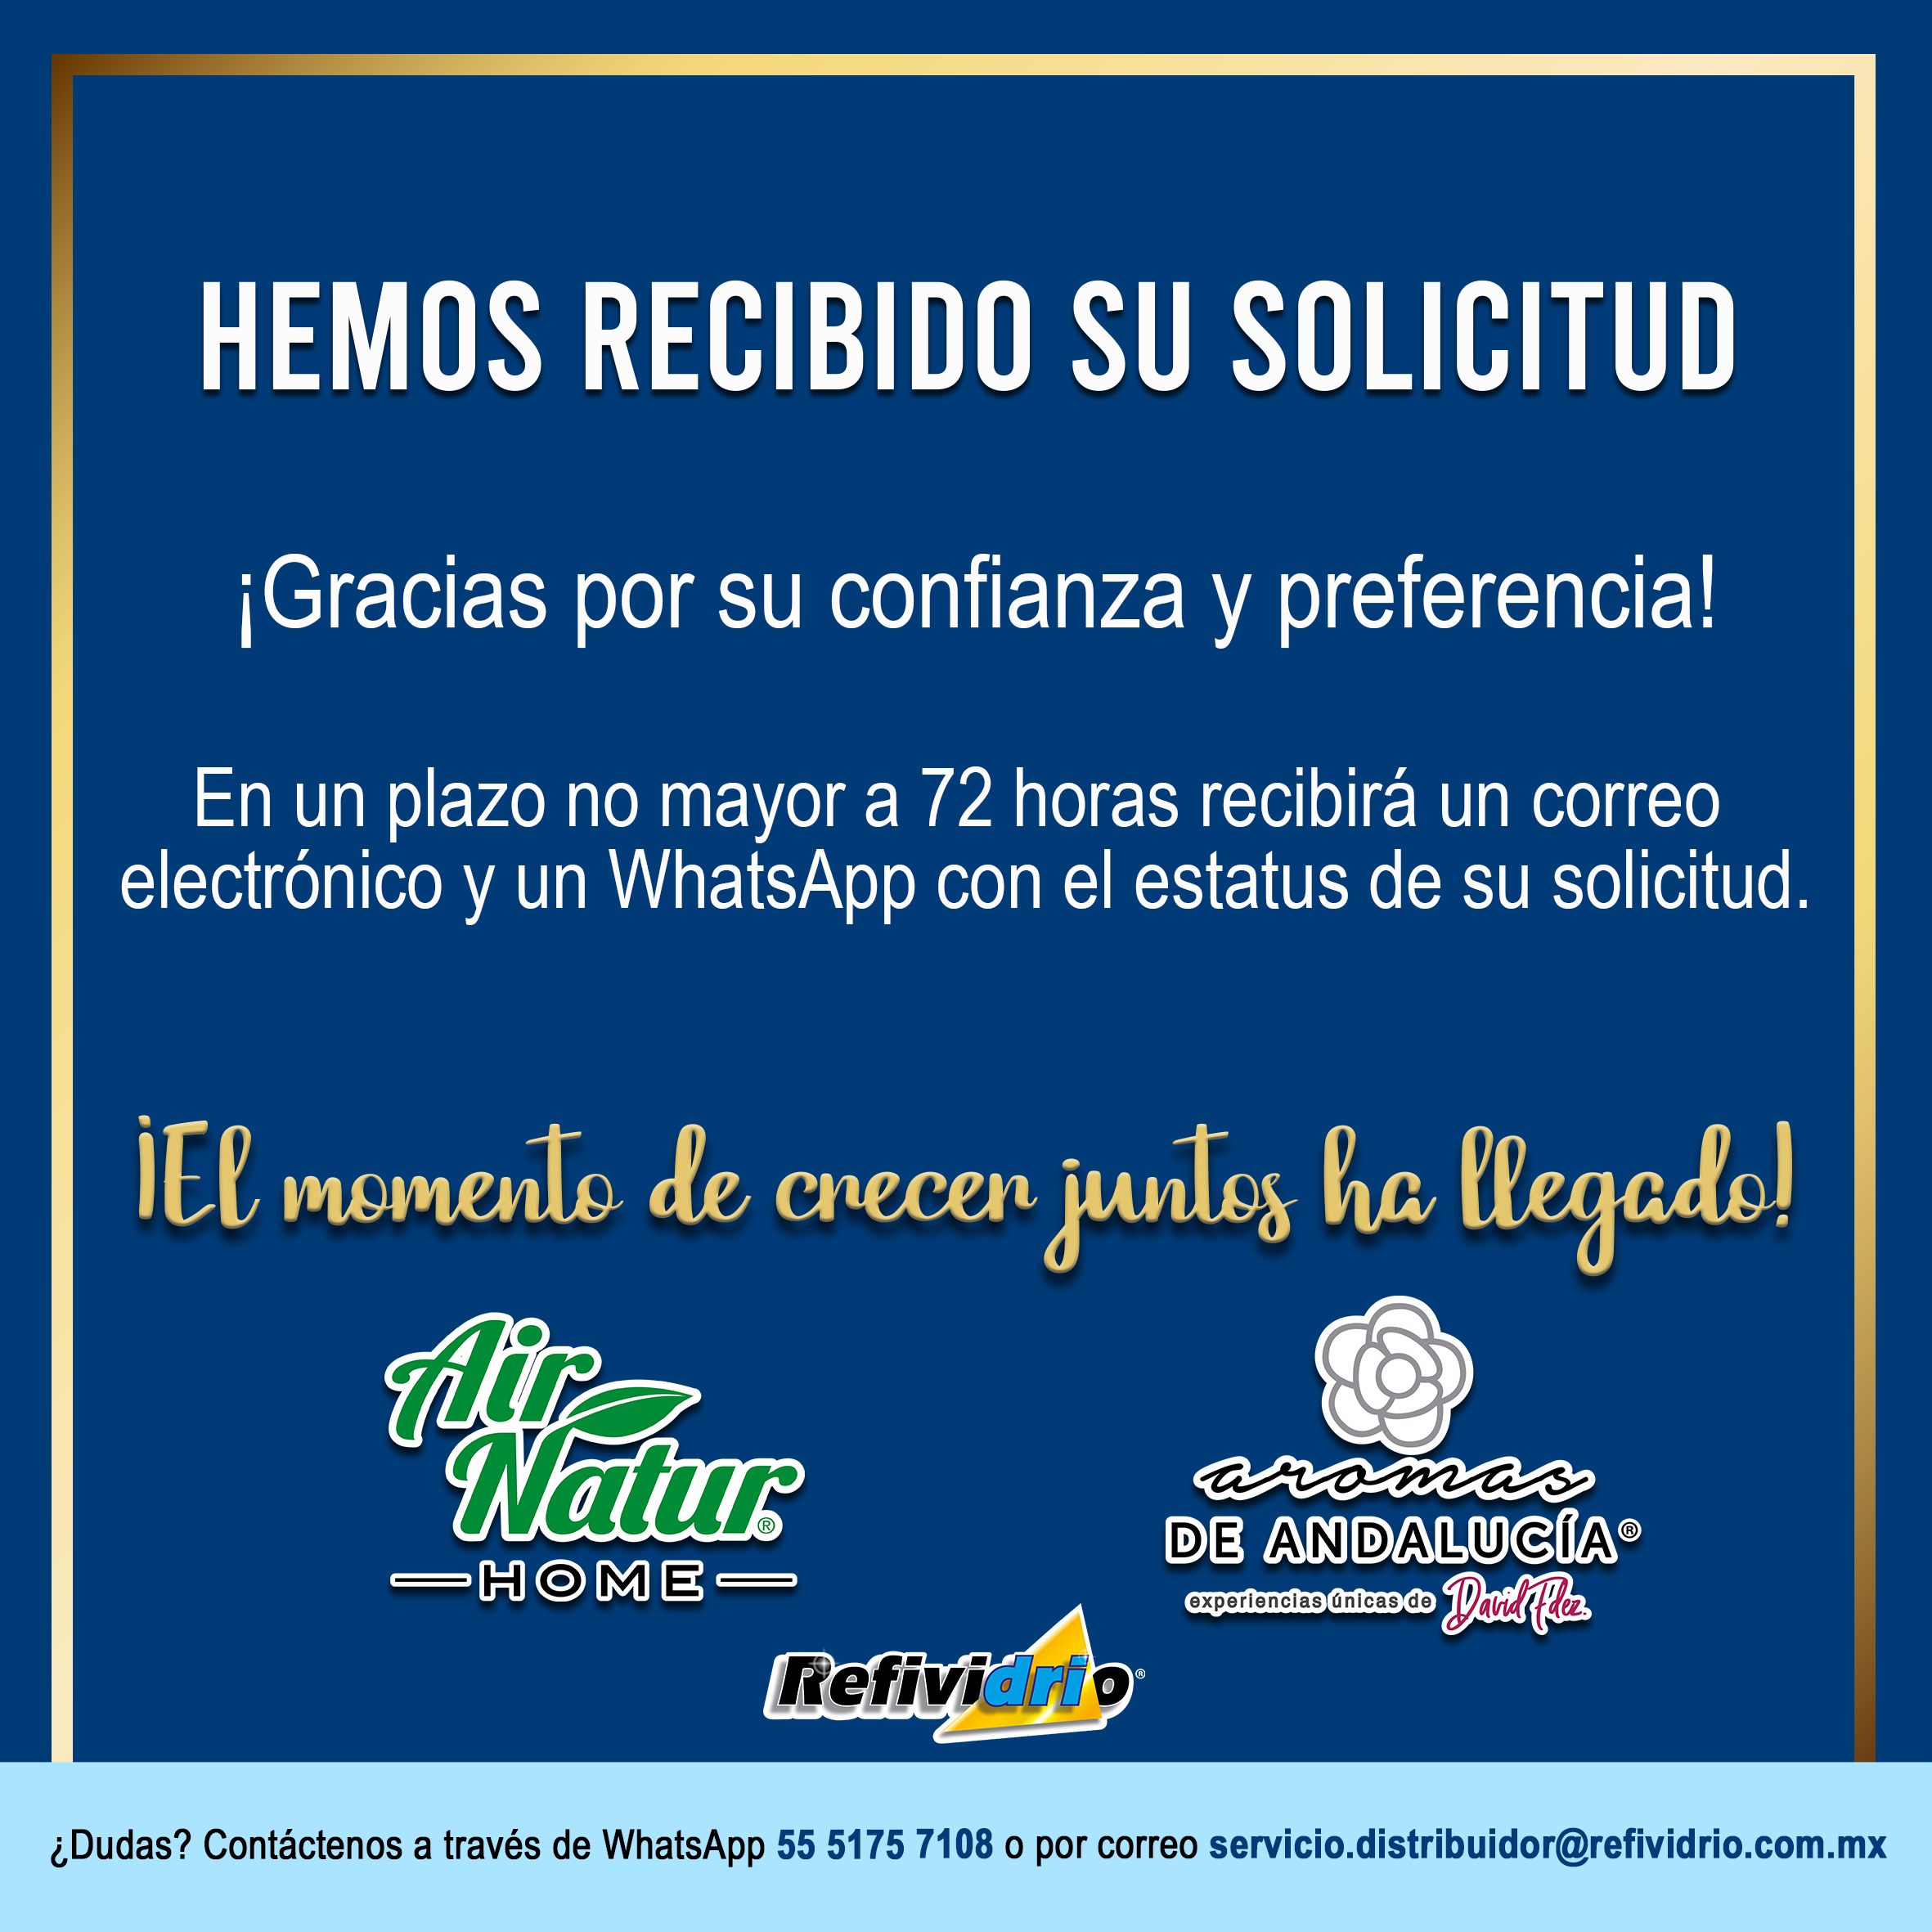 HEMOS RECIBIDO SU SOLICITUD
¡Gracias por su confianza y preferencia!
En un plazo no mayor a 72 horas recibirá un correo
electrónico y un WhatsApp con el estatus de su solicitud.
¡El momento de crecer juntos ha llegado!
Air
Natur®
HOME
aromas
DE ANDALUCÍA®
experiencias únicas de David Fdez.
Refividrio®
¿Dudas? Contáctenos a través de WhatsApp 55 5175 7108 o por correo servicio.distribuidor@refividrio.com.mx